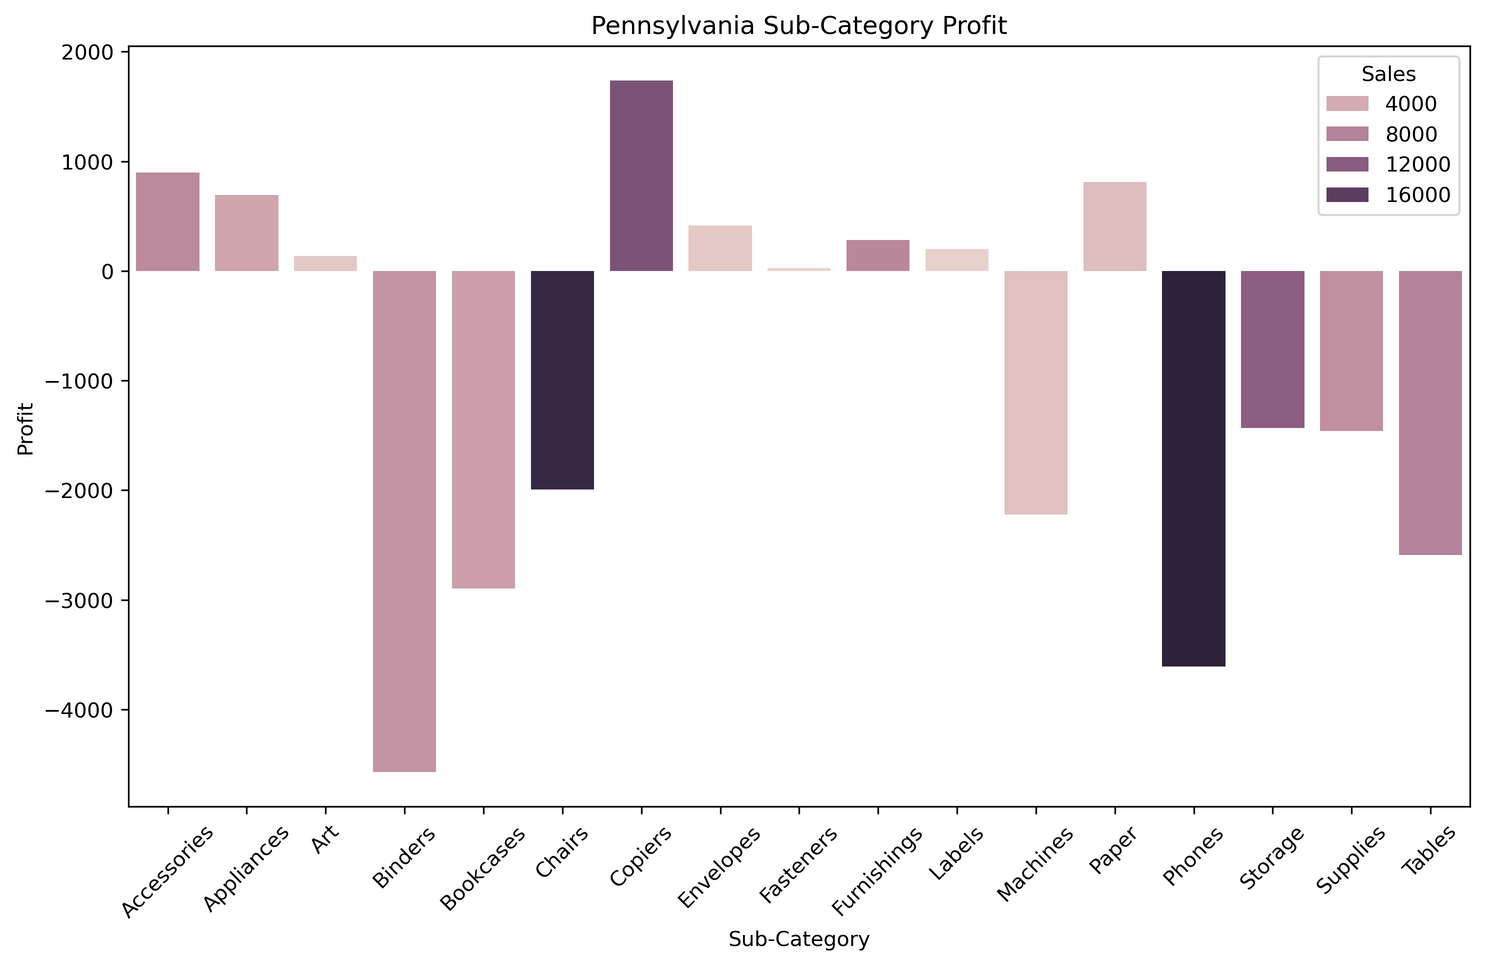 Pennsylvania Sub-Category Profit
Sales
4000
8000
12000
16000
2000
1000
0
−1000
−2000
−3000
−4000
Profit
Accessories
Appliances
Art
Binders
Bookcases
Chairs
Copiers
Envelopes
Fasteners
Furnishings
Labels
Machines
Paper
Phones
Storage
Supplies
Tables
Sub-Category